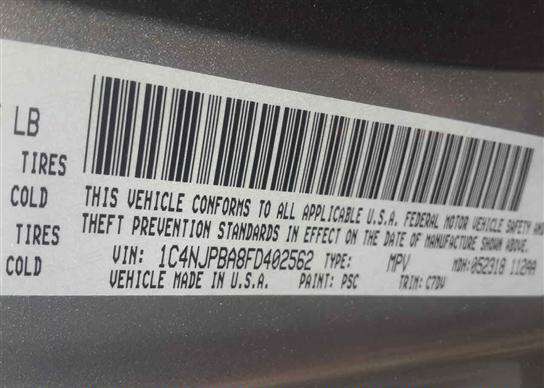 LB
TIRES
COLD
TIRES
COLD
THIS VEHICLE CONFORMS TO ALL APPLICABLE U.S.A. FEDERAL MOTOR VEHICLE SAFETY AND
THEFT PREVENTION STANDARDS IN EFFECT ON THE DATE OF MANUFACTURE SHOWN ABOVE.
VIN: 1C4NJPBA8FD402562 TYPE: MPV MDH: 052318 112AA
VEHICLE MADE IN U.S.A. PAINT: PSC TRIM: C7DV